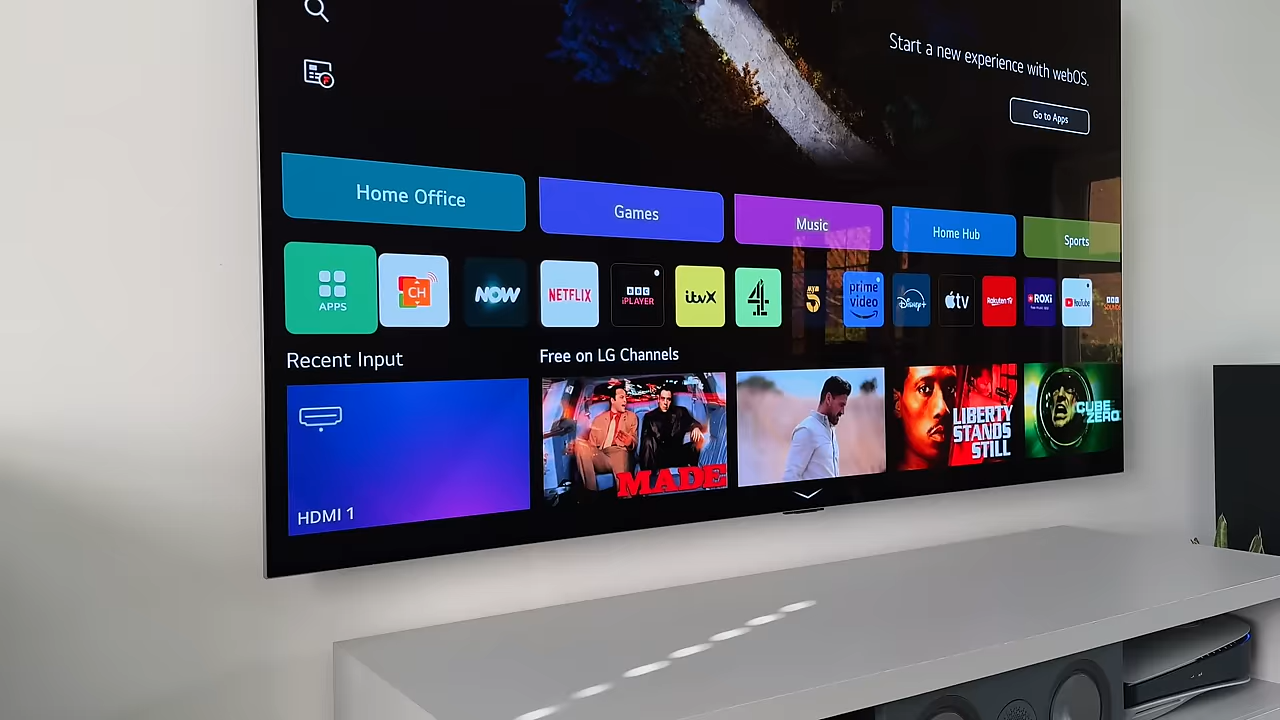 Start a new experience with webOS.
Go to Apps
Home Office
Games
Music
Home Hub
Sports
APPS
CH
NOW
NETFLIX
BBC
iPLAYER
itvX
4
5
prime
video
Disney+
tv
Rakuten TV
ROXi
YouTube
BBC
Recent Input
Free on LG Channels
HDMI 1
MADE
LIBERTY
STANDS
STILL
CUBE
ZERO